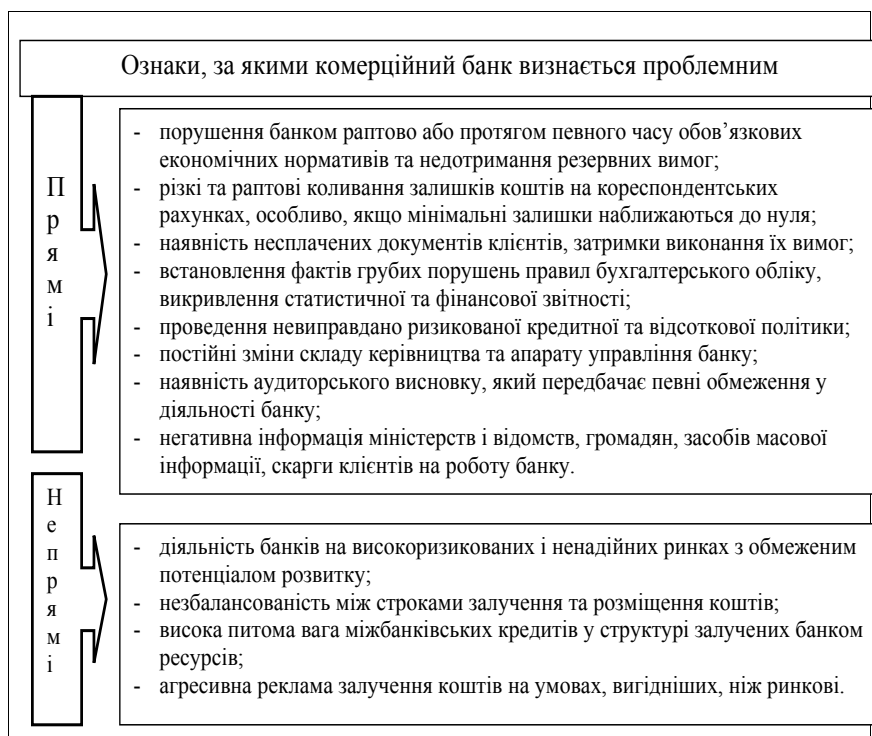 Ознаки, за якими комерційний банк визнається проблемним
Прямі
- порушення банком раптово або протягом певного часу обов’язкових
економічних нормативів та недотримання резервних вимог;
- різкі та раптові коливання залишків коштів на кореспондентських
рахунках, особливо, якщо мінімальні залишки наближаються до нуля;
- наявність несплачених документів клієнтів, затримки виконання їх вимог;
- встановлення фактів грубих порушень правил бухгалтерського обліку,
викривлення статистичної та фінансової звітності;
- проведення невиправдано ризикованої кредитної та відсоткової політики;
- постійні зміни складу керівництва та апарату управління банку;
- наявність аудиторського висновку, який передбачає певні обмеження у
діяльності банку;
- негативна інформація міністерств і відомств, громадян, засобів масової
інформації, скарги клієнтів на роботу банку.
Непрямі
- діяльність банків на високоризикованих і ненадійних ринках з обмеженим
потенціалом розвитку;
- незбалансованість між строками залучення та розміщення коштів;
- висока питома вага міжбанківських кредитів у структурі залучених банком
ресурсів;
- агресивна реклама залучення коштів на умовах, вигідніших, ніж ринкові.